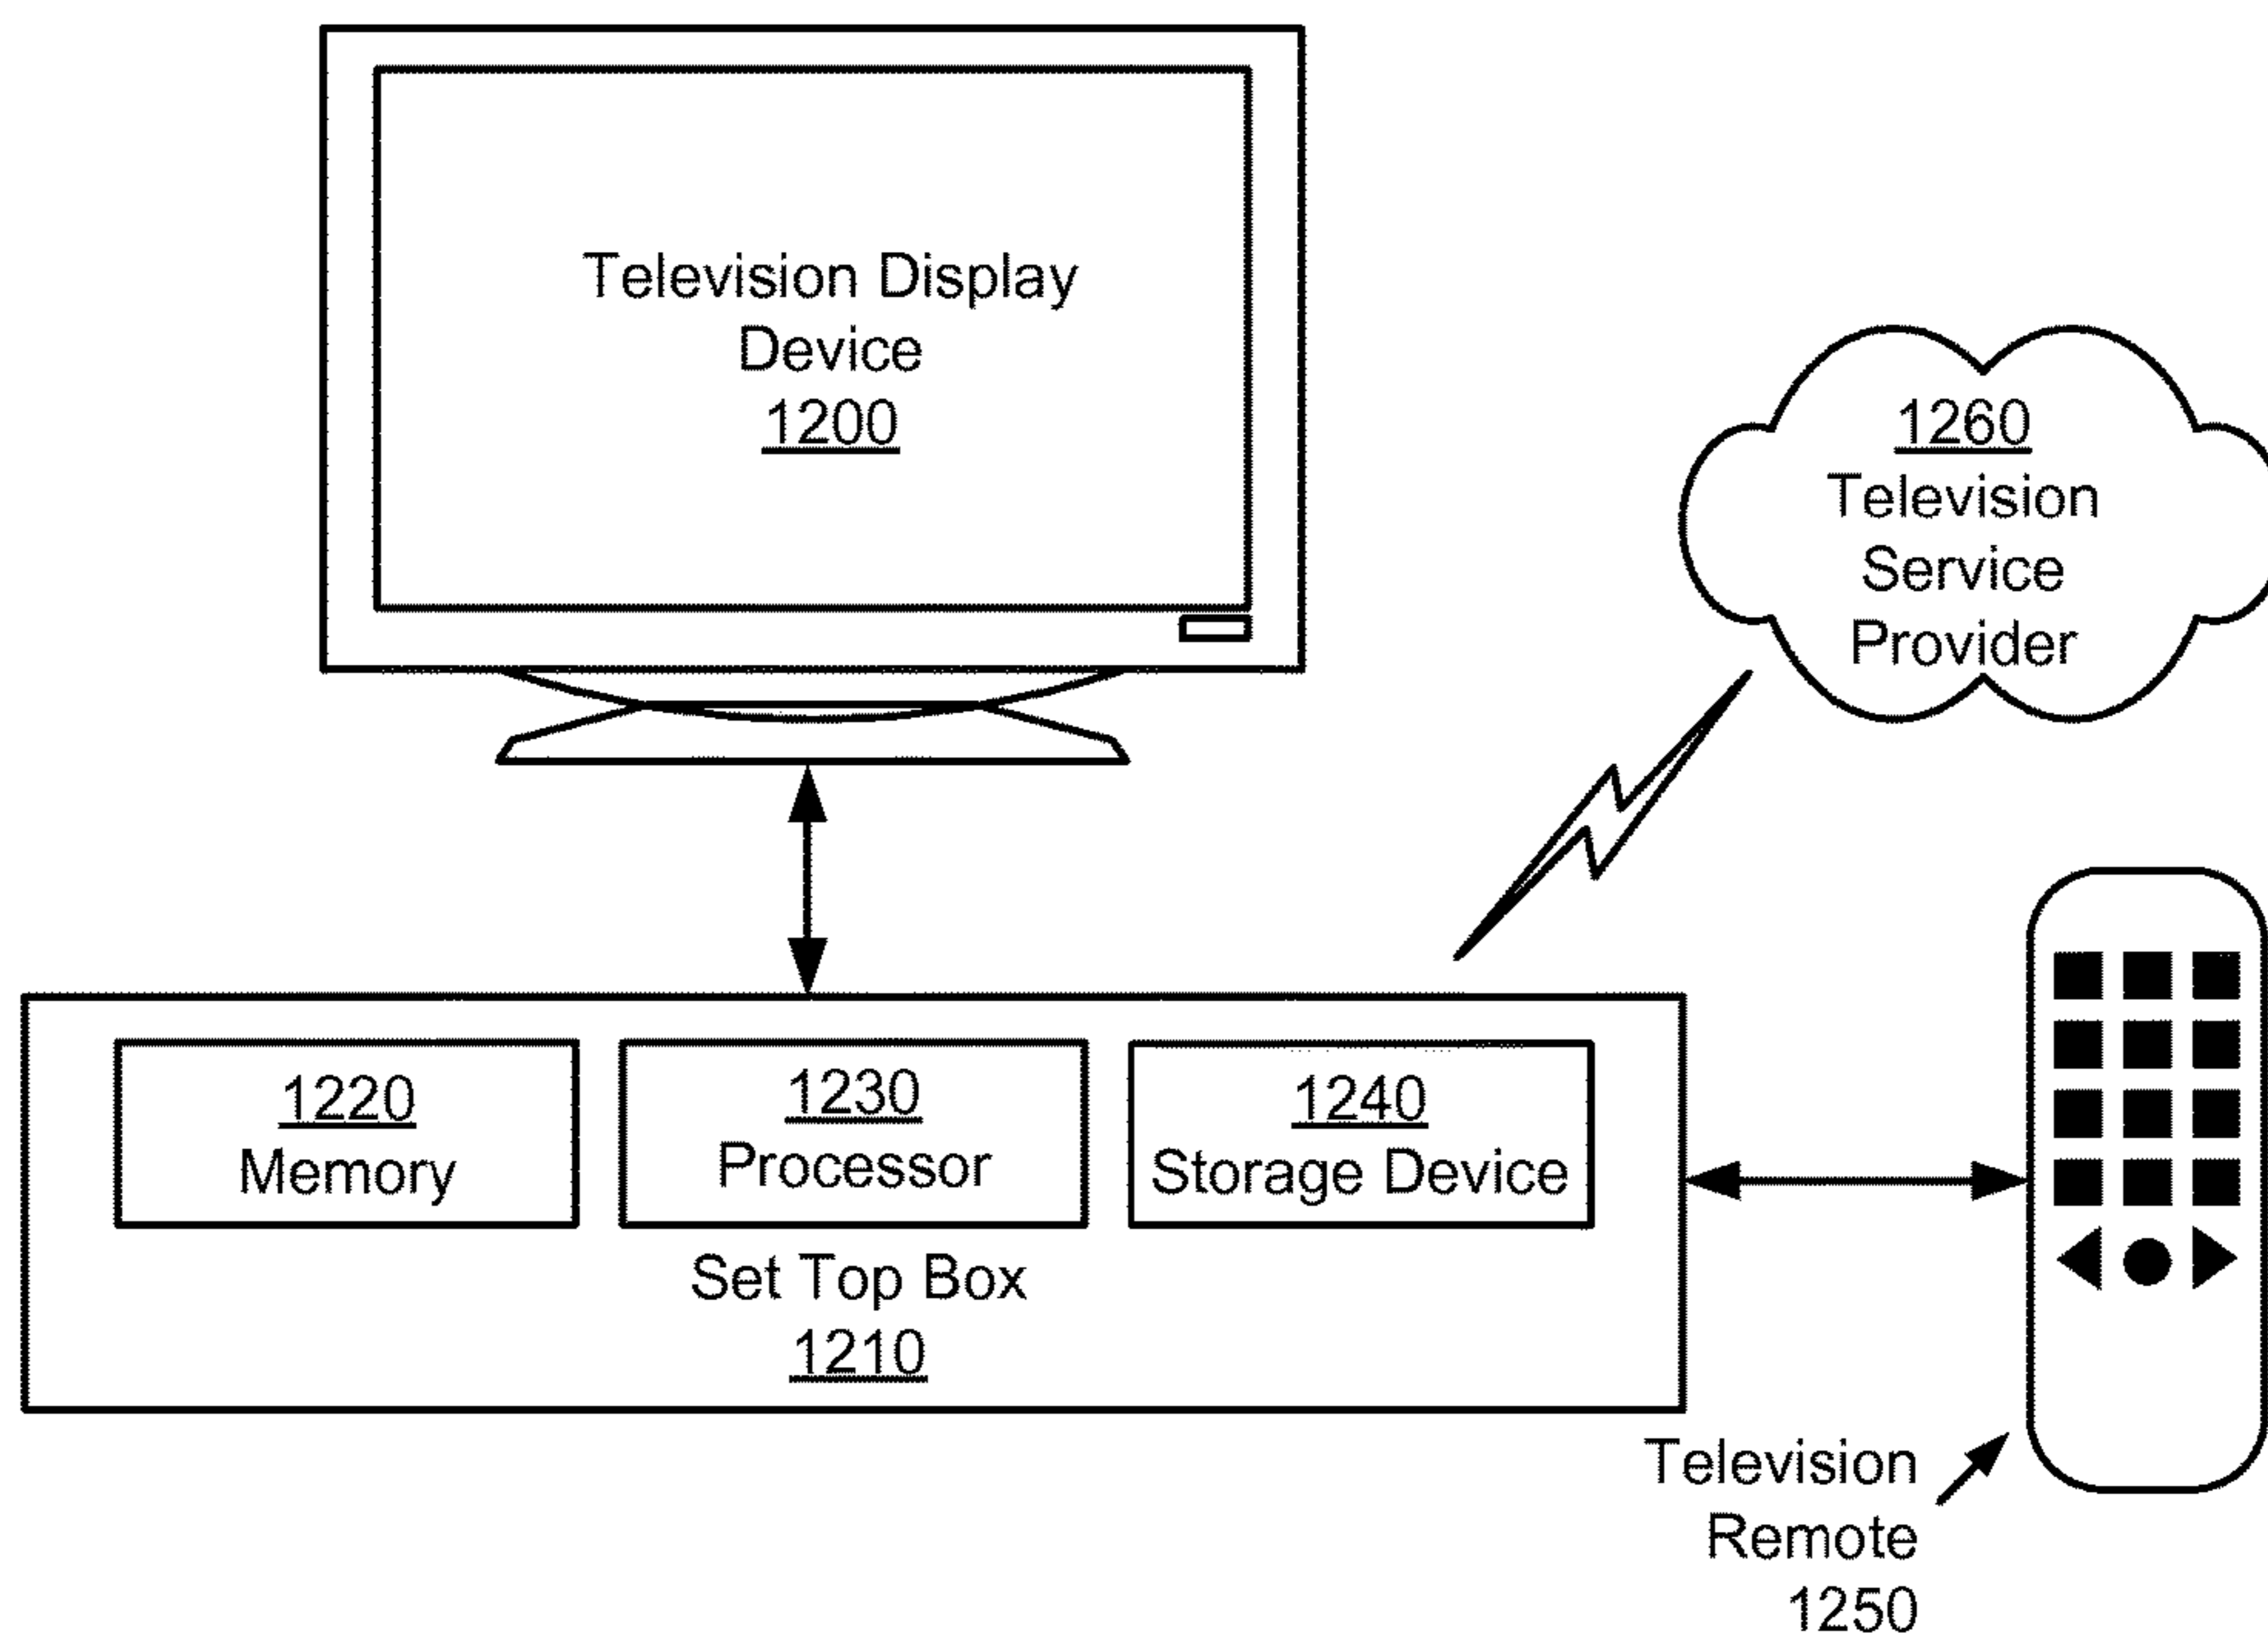 Television Display
Device
1200
1260
Television
Service
Provider
1220
Memory
1230
Processor
1240
Storage Device
Set Top Box
1210
Television
Remote
1250